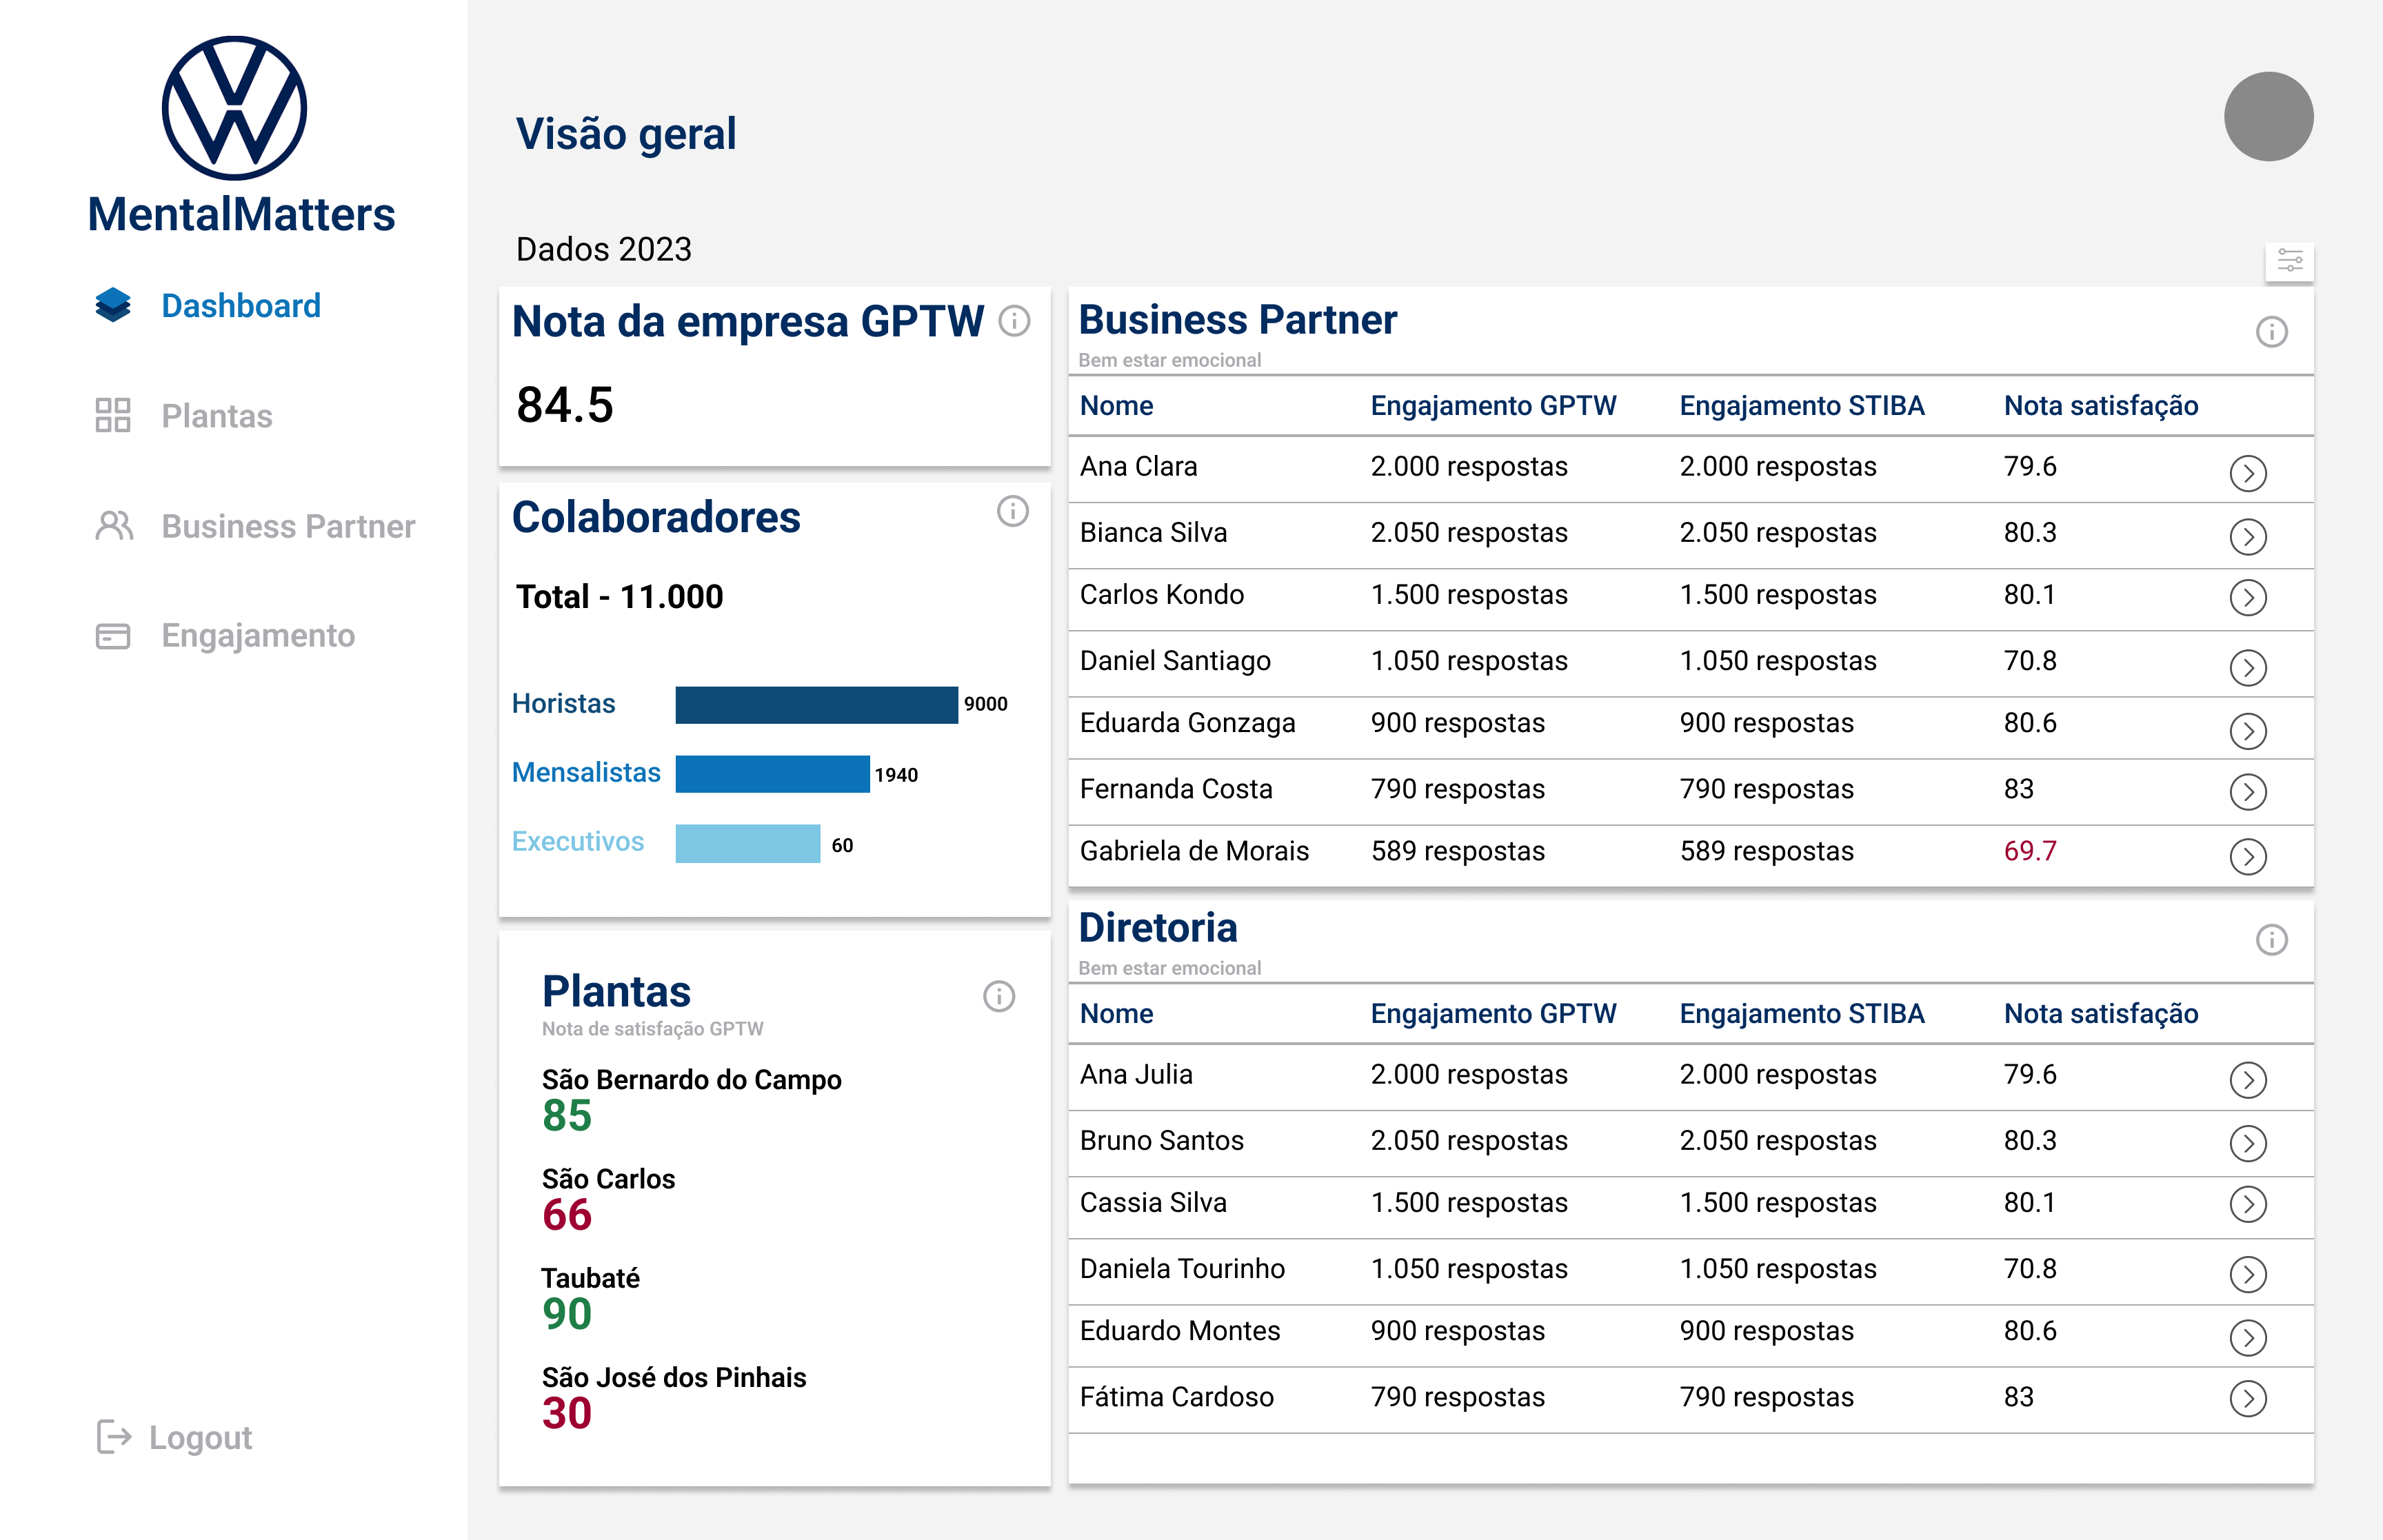 MentalMatters
Dashboard
Plantas
Business Partner
Engajamento
Logout
Visão geral
Dados 2023
Nota da empresa GPTW
84.5
Colaboradores
Total - 11.000
Horistas 9000
Mensalistas 1940
Executivos 60
Plantas
Nota de satisfação GPTW
São Bernardo do Campo
85
São Carlos
66
Taubaté
90
São José dos Pinhais
30
Business Partner
Bem estar emocional
Nome Engajamento GPTW Engajamento STIBA Nota satisfação
Ana Clara 2.000 respostas 2.000 respostas 79.6
Bianca Silva 2.050 respostas 2.050 respostas 80.3
Carlos Kondo 1.500 respostas 1.500 respostas 80.1
Daniel Santiago 1.050 respostas 1.050 respostas 70.8
Eduarda Gonzaga 900 respostas 900 respostas 80.6
Fernanda Costa 790 respostas 790 respostas 83
Gabriela de Morais 589 respostas 589 respostas 69.7
Diretoria
Bem estar emocional
Nome Engajamento GPTW Engajamento STIBA Nota satisfação
Ana Julia 2.000 respostas 2.000 respostas 79.6
Bruno Santos 2.050 respostas 2.050 respostas 80.3
Cassia Silva 1.500 respostas 1.500 respostas 80.1
Daniela Tourinho 1.050 respostas 1.050 respostas 70.8
Eduardo Montes 900 respostas 900 respostas 80.6
Fátima Cardoso 790 respostas 790 respostas 83